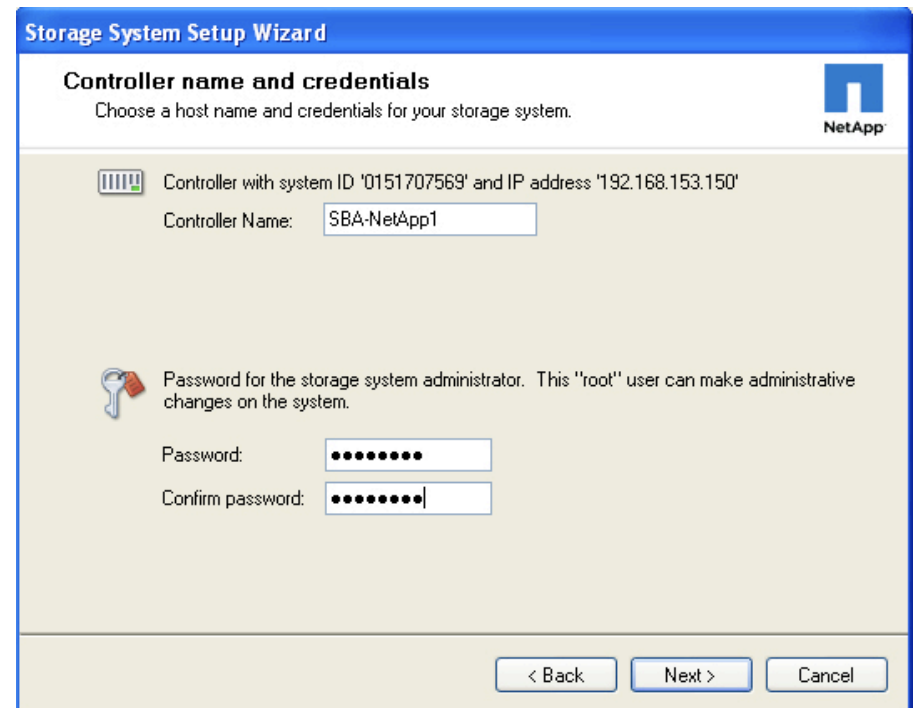 Storage System Setup Wizard
Controller name and credentials
Choose a host name and credentials for your storage system.
NetApp
Controller with system ID '0151707569' and IP address '192.168.153.150'
Controller Name: SBA-NetApp1
Password for the storage system administrator. This "root" user can make administrative
changes on the system.
Password: ●●●●●●●●
Confirm password: ●●●●●●●●
< Back Next > Cancel